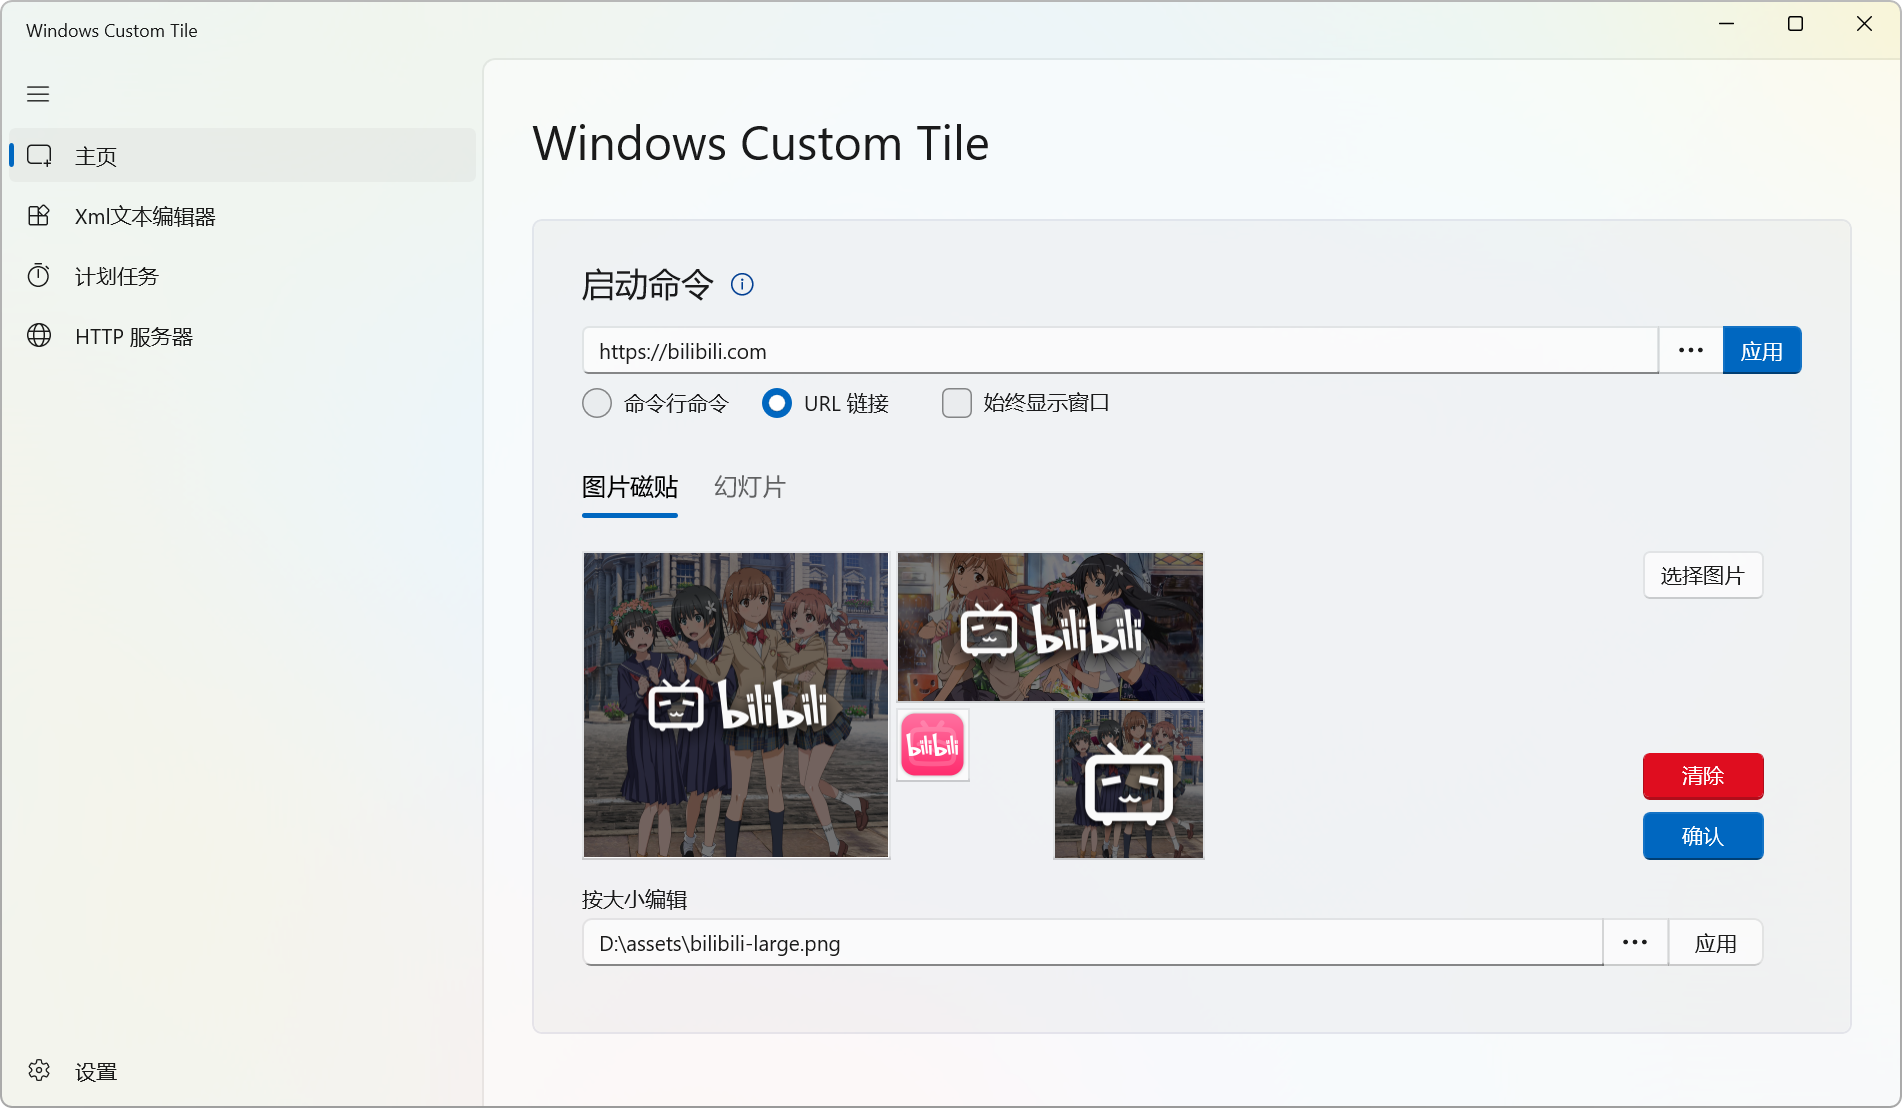 Windows Custom Tile
主页
Xml文本编辑器
计划任务
HTTP 服务器
设置
Windows Custom Tile
启动命令
https://bilibili.com
应用
命令行命令
URL 链接
始终显示窗口
图片磁贴
幻灯片
bilibili
bilibili
bilibili
选择图片
清除
确认
按大小编辑
D:\assets\bilibili-large.png
应用